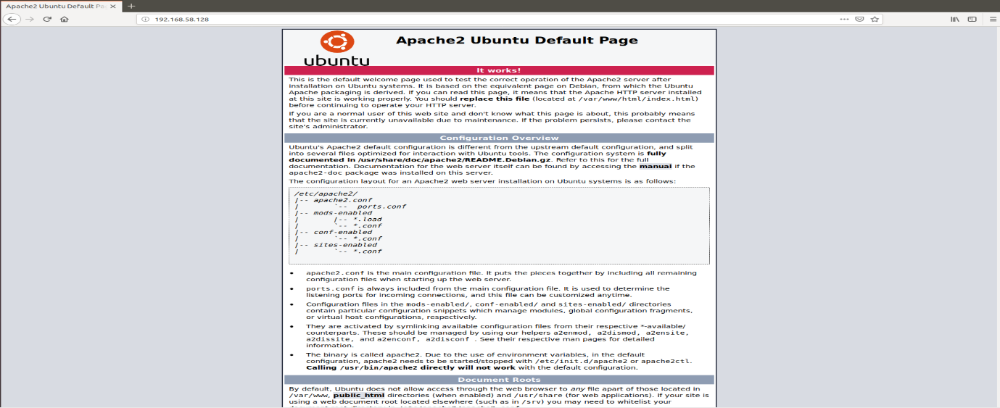 Apache2 Ubuntu Default Pa
192.168.58.128
ubuntu
Apache2 Ubuntu Default Page
It works!
This is the default welcome page used to test the correct operation of the Apache2 server after
installation on Ubuntu systems. It is based on the equivalent page on Debian, from which the Ubuntu
Apache packaging is derived. If you can read this page, it means that the Apache HTTP server installed
at this site is working properly. You should replace this file (located at /var/www/html/index.html)
before continuing to operate your HTTP server.
If you are a normal user of this web site and don't know what this page is about, this probably means
that the site is currently unavailable due to maintenance. If the problem persists, please contact the
site's administrator.
Configuration Overview
Ubuntu's Apache2 default configuration is different from the upstream default configuration, and split
into several files optimized for interaction with Ubuntu tools. The configuration system is fully
documented in /usr/share/doc/apache2/README.Debian.gz. Refer to this for the full
documentation. Documentation for the web server itself can be found by accessing the manual if the
apache2-doc package was installed on this server.
The configuration layout for an Apache2 web server installation on Ubuntu systems is as follows:
/etc/apache2/
|-- apache2.conf
|       `--  ports.conf
|-- mods-enabled
|       |-- *.load
|       `-- *.conf
|-- conf-enabled
|       `-- *.conf
|-- sites-enabled
|       `-- *.conf
• apache2.conf is the main configuration file. It puts the pieces together by including all remaining
configuration files when starting up the web server.
• ports.conf is always included from the main configuration file. It is used to determine the
listening ports for incoming connections, and this file can be customized anytime.
• Configuration files in the mods-enabled/, conf-enabled/ and sites-enabled/ directories
contain particular configuration snippets which manage modules, global configuration fragments,
or virtual host configurations, respectively.
• They are activated by symlinking available configuration files from their respective *-available/
counterparts. These should be managed by using our helpers a2enmod, a2dismod, a2ensite,
a2dissite, and a2enconf, a2disconf . See their respective man pages for detailed
information.
• The binary is called apache2. Due to the use of environment variables, in the default
configuration, apache2 needs to be started/stopped with /etc/init.d/apache2 or apache2ctl.
Calling /usr/bin/apache2 directly will not work with the default configuration.
Document Roots
By default, Ubuntu does not allow access through the web browser to any file apart of those located in
/var/www, public_html directories (when enabled) and /usr/share (for web applications). If your site is
using a web document root located elsewhere (such as in /srv) you may need to whitelist your